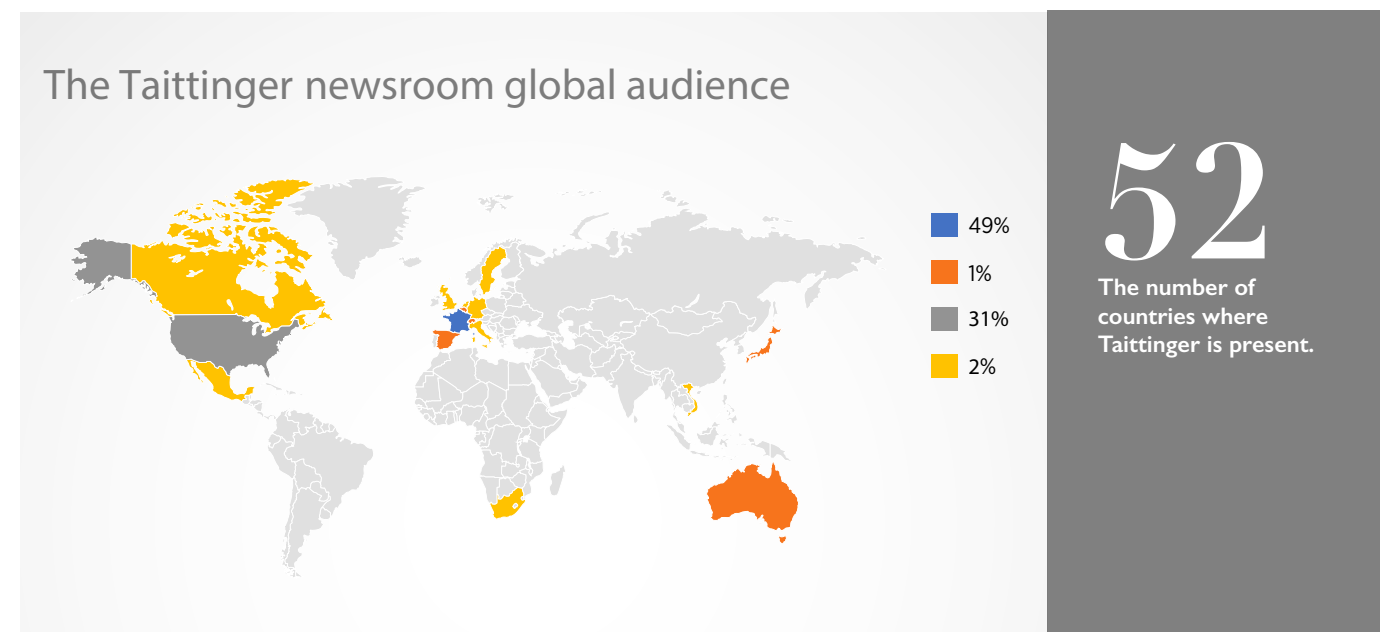 The Taittinger newsroom global audience
49%
1%
31%
2%
52
The number of
countries where
Taittinger is present.